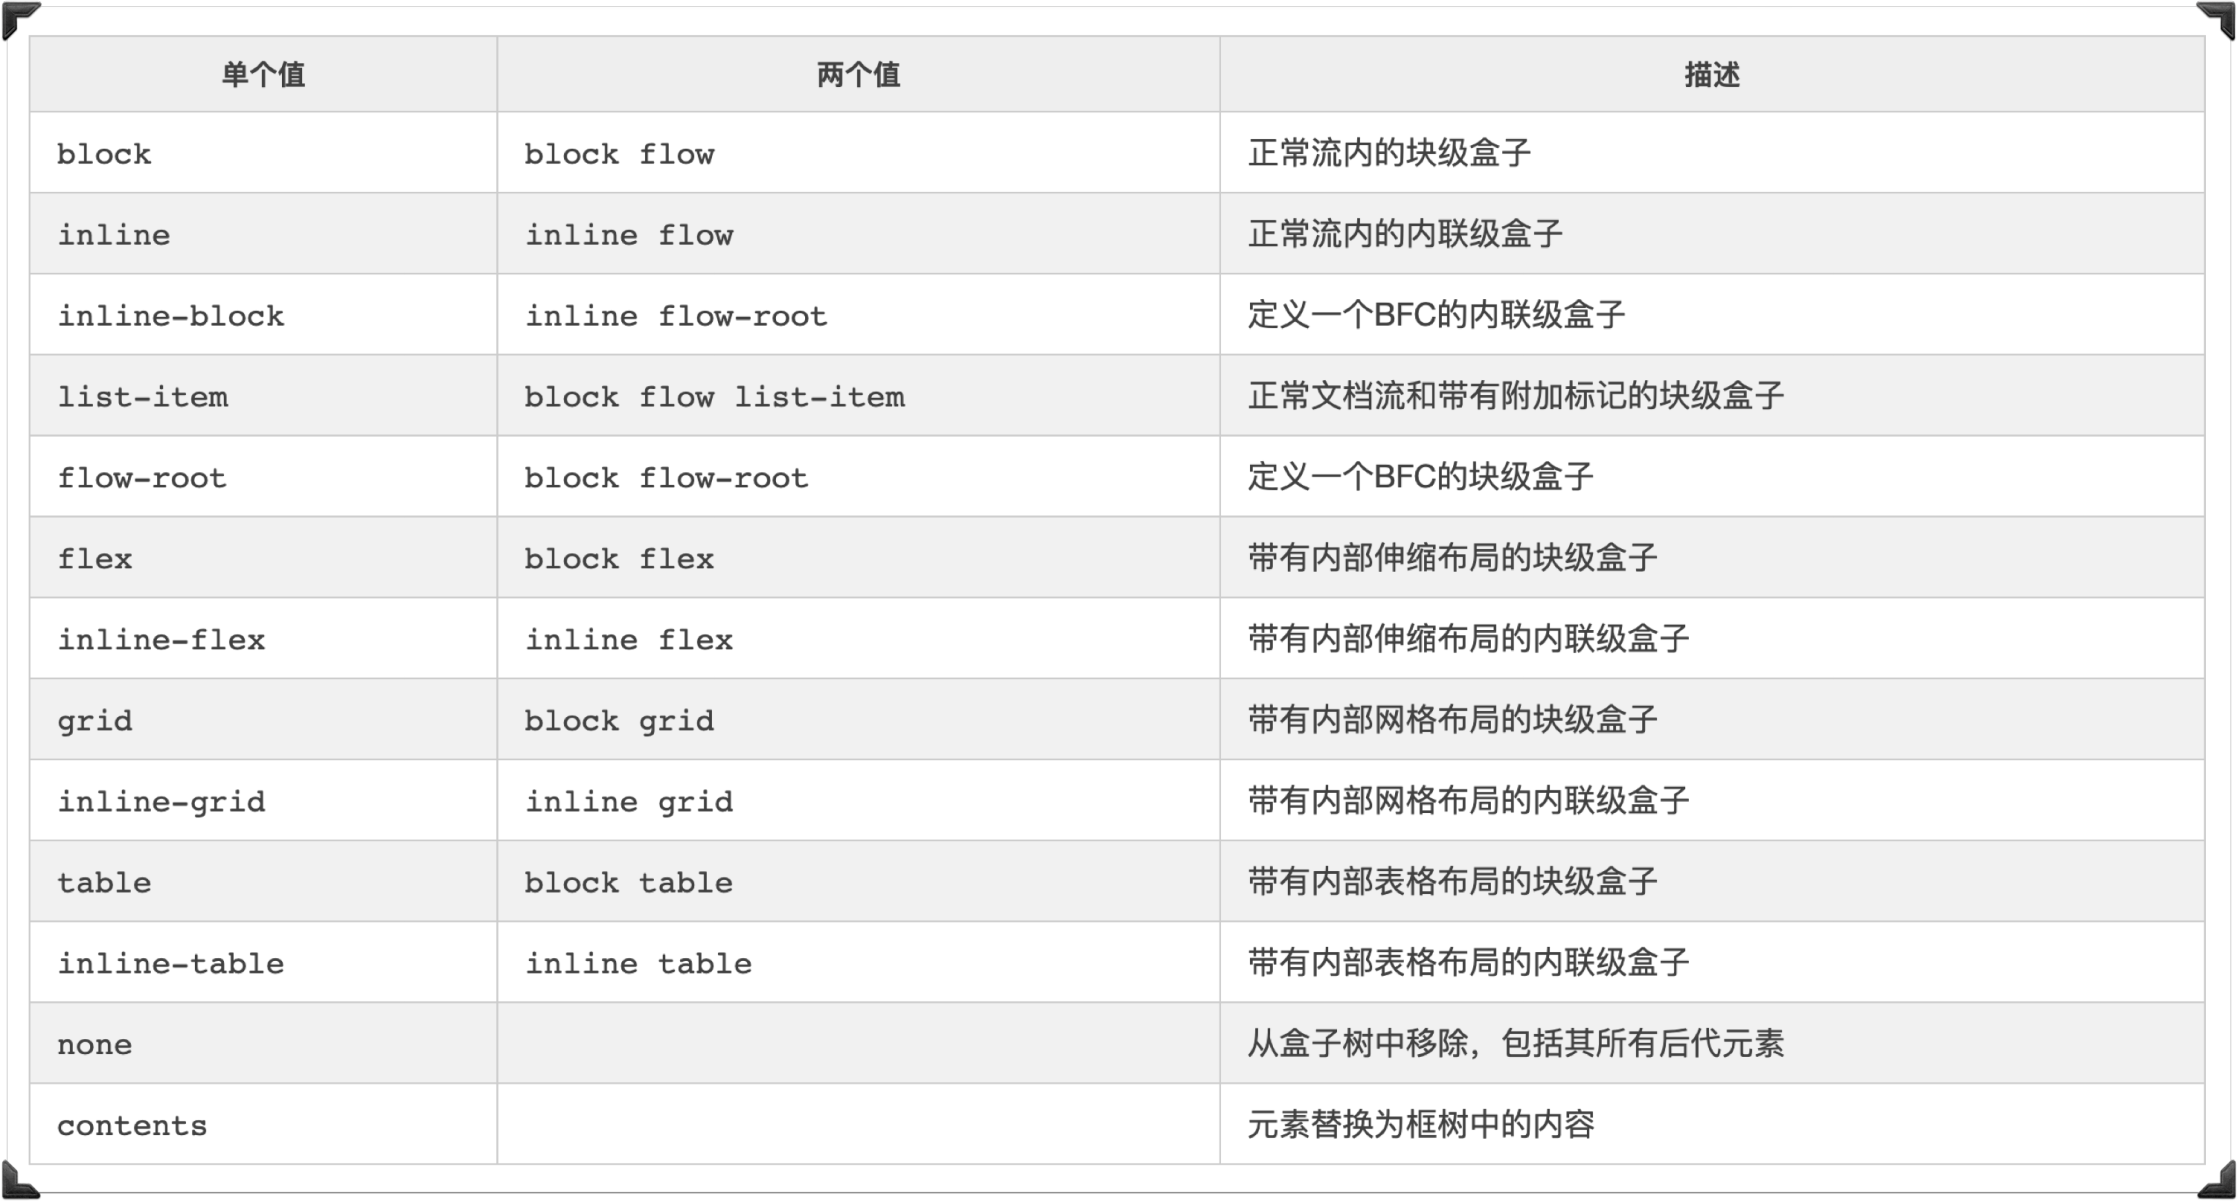 单个值 两个值 描述
block block flow 正常流内的块级盒子
inline inline flow 正常流内的内联级盒子
inline-block inline flow-root 定义一个BFC的内联级盒子
list-item block flow list-item 正常文档流和带有附加标记的块级盒子
flow-root block flow-root 定义一个BFC的块级盒子
flex block flex 带有内部伸缩布局的块级盒子
inline-flex inline flex 带有内部伸缩布局的内联级盒子
grid block grid 带有内部网格布局的块级盒子
inline-grid inline grid 带有内部网格布局的内联级盒子
table block table 带有内部表格布局的块级盒子
inline-table inline table 带有内部表格布局的内联级盒子
none 从盒子树中移除，包括其所有后代元素
contents 元素替换为框树中的内容